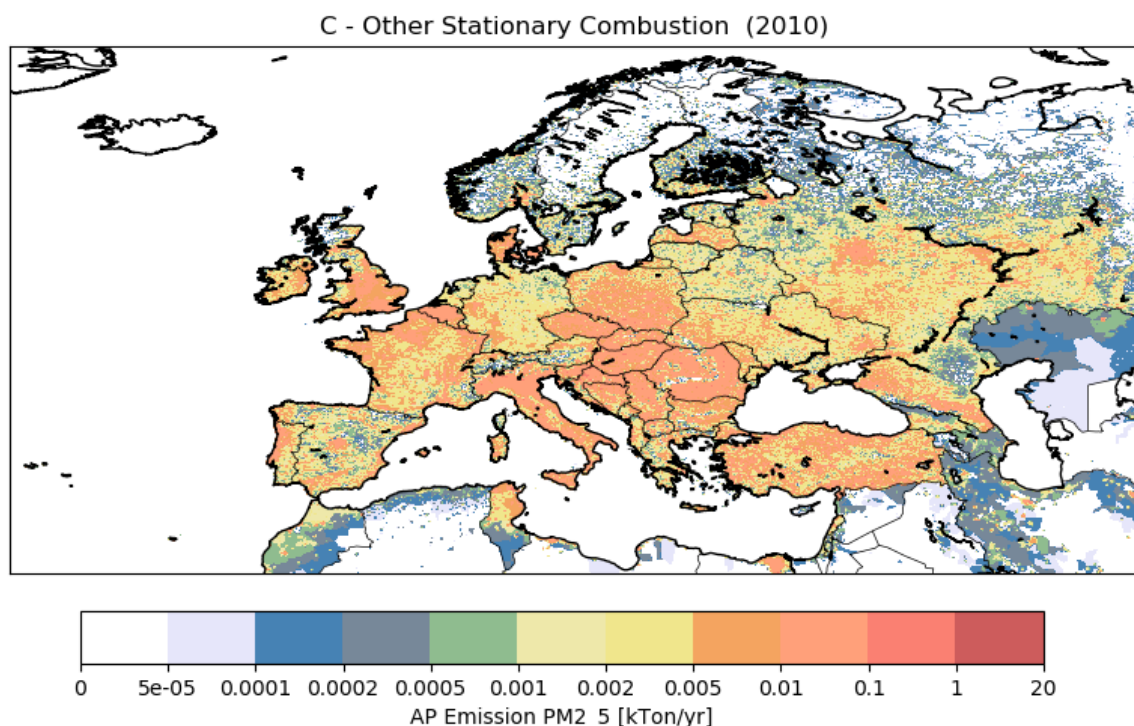 C - Other Stationary Combustion (2010)
0 5e-05 0.0001 0.0002 0.0005 0.001 0.002 0.005 0.01 0.1 1 20
AP Emission PM2_5 [kTon/yr]